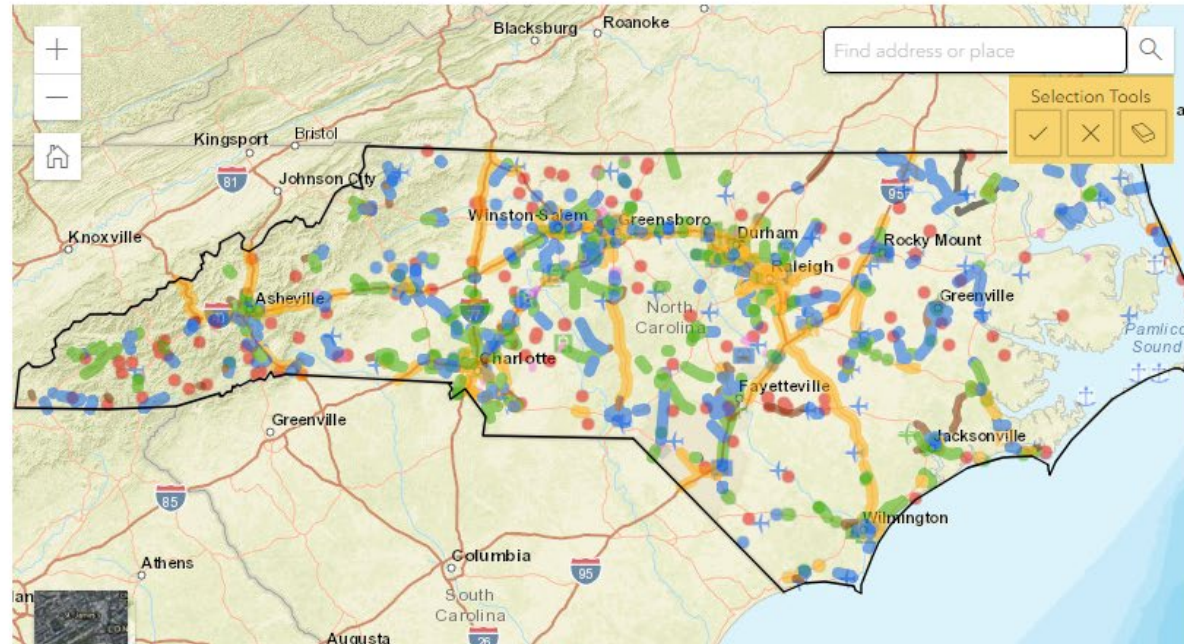 Blacksburg
Roanoke
Find address or place
Selection Tools
Kingsport
Bristol
81
Johnson City
95
Knoxville
Winston-Salem
Greensboro
Durham
Rocky Mount
Raleigh
Asheville
Greenville
North
Carolina
77
Pamlico
Sound
Charlotte
Fayetteville
Greenville
Jacksonville
85
Wilmington
Athens
Columbia
95
South
Carolina
26
Augusta